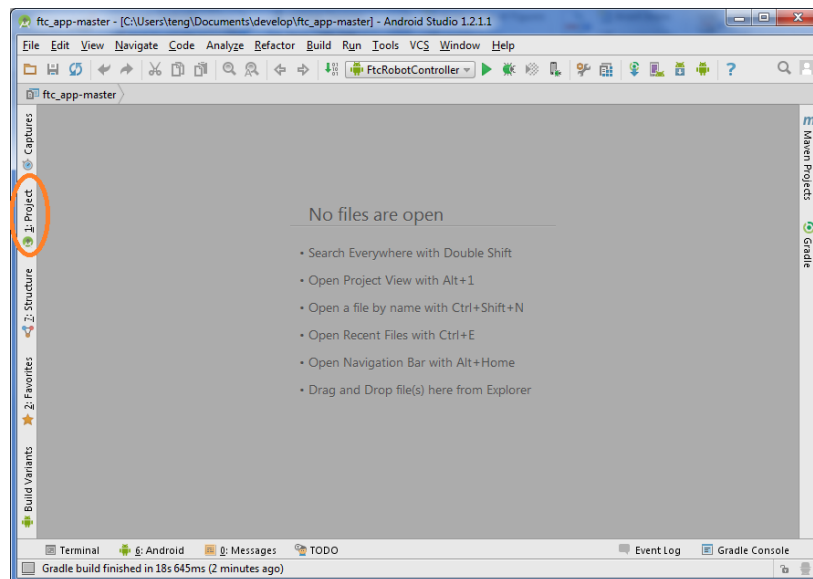 ftc_app-master - [C:\Users\teng\Documents\develop\ftc_app-master] - Android Studio 1.2.1.1
File Edit View Navigate Code Analyze Refactor Build Run Tools VCS Window Help
FtcRobotController
ftc_app-master
Captures
1: Project
7: Structure
2: Favorites
Build Variants
No files are open
• Search Everywhere with Double Shift
• Open Project View with Alt+1
• Open a file by name with Ctrl+Shift+N
• Open Recent Files with Ctrl+E
• Open Navigation Bar with Alt+Home
• Drag and Drop file(s) here from Explorer
m Maven Projects
Gradle
Terminal 6: Android 0: Messages TODO Event Log Gradle Console
Gradle build finished in 18s 645ms (2 minutes ago)